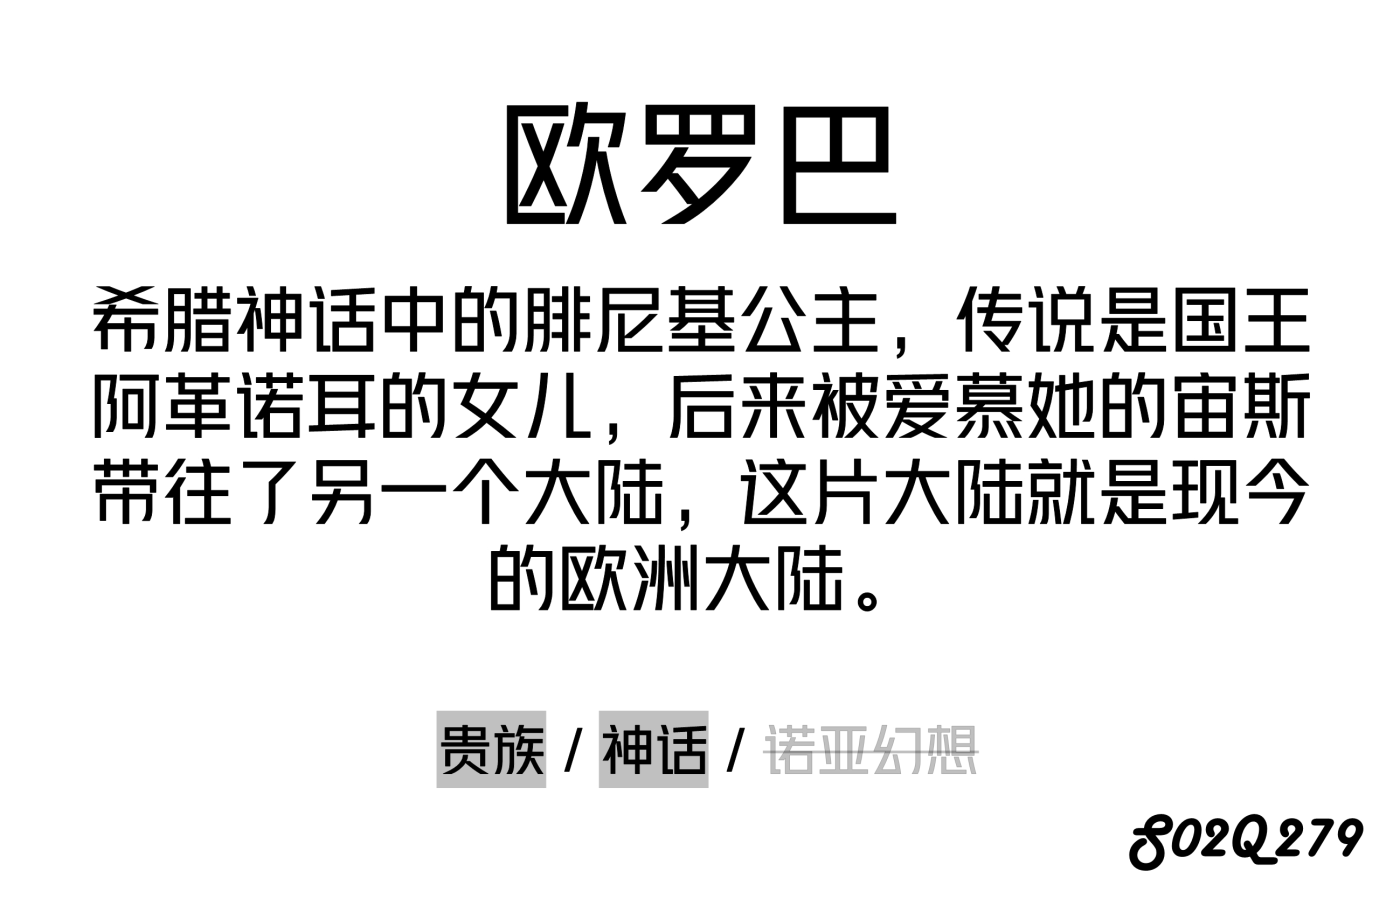 欧罗巴
希腊神话中的腓尼基公主，传说是国王
阿革诺耳的女儿，后来被爱慕她的宙斯
带往了另一个大陆，这片大陆就是现今
的欧洲大陆。
贵族 / 神话 / 诺亚幻想
S02Q279